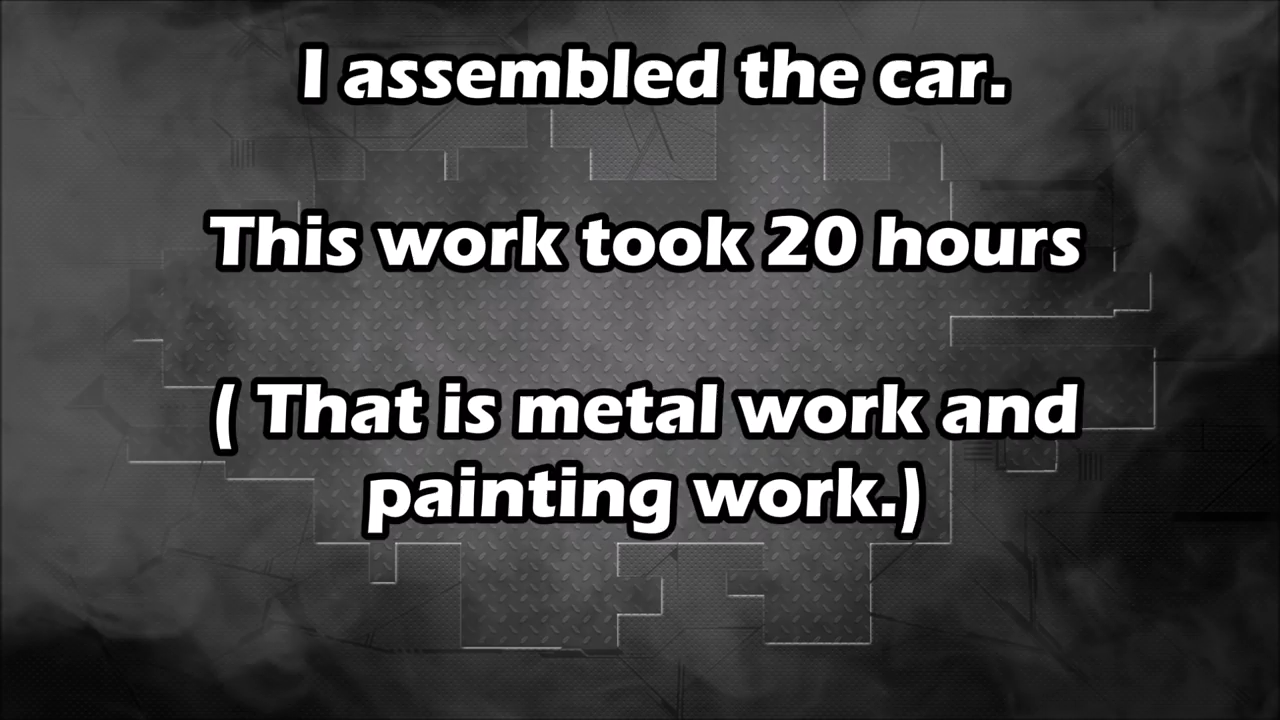 I assembled the car.
This work took 20 hours
( That is metal work and
painting work.)